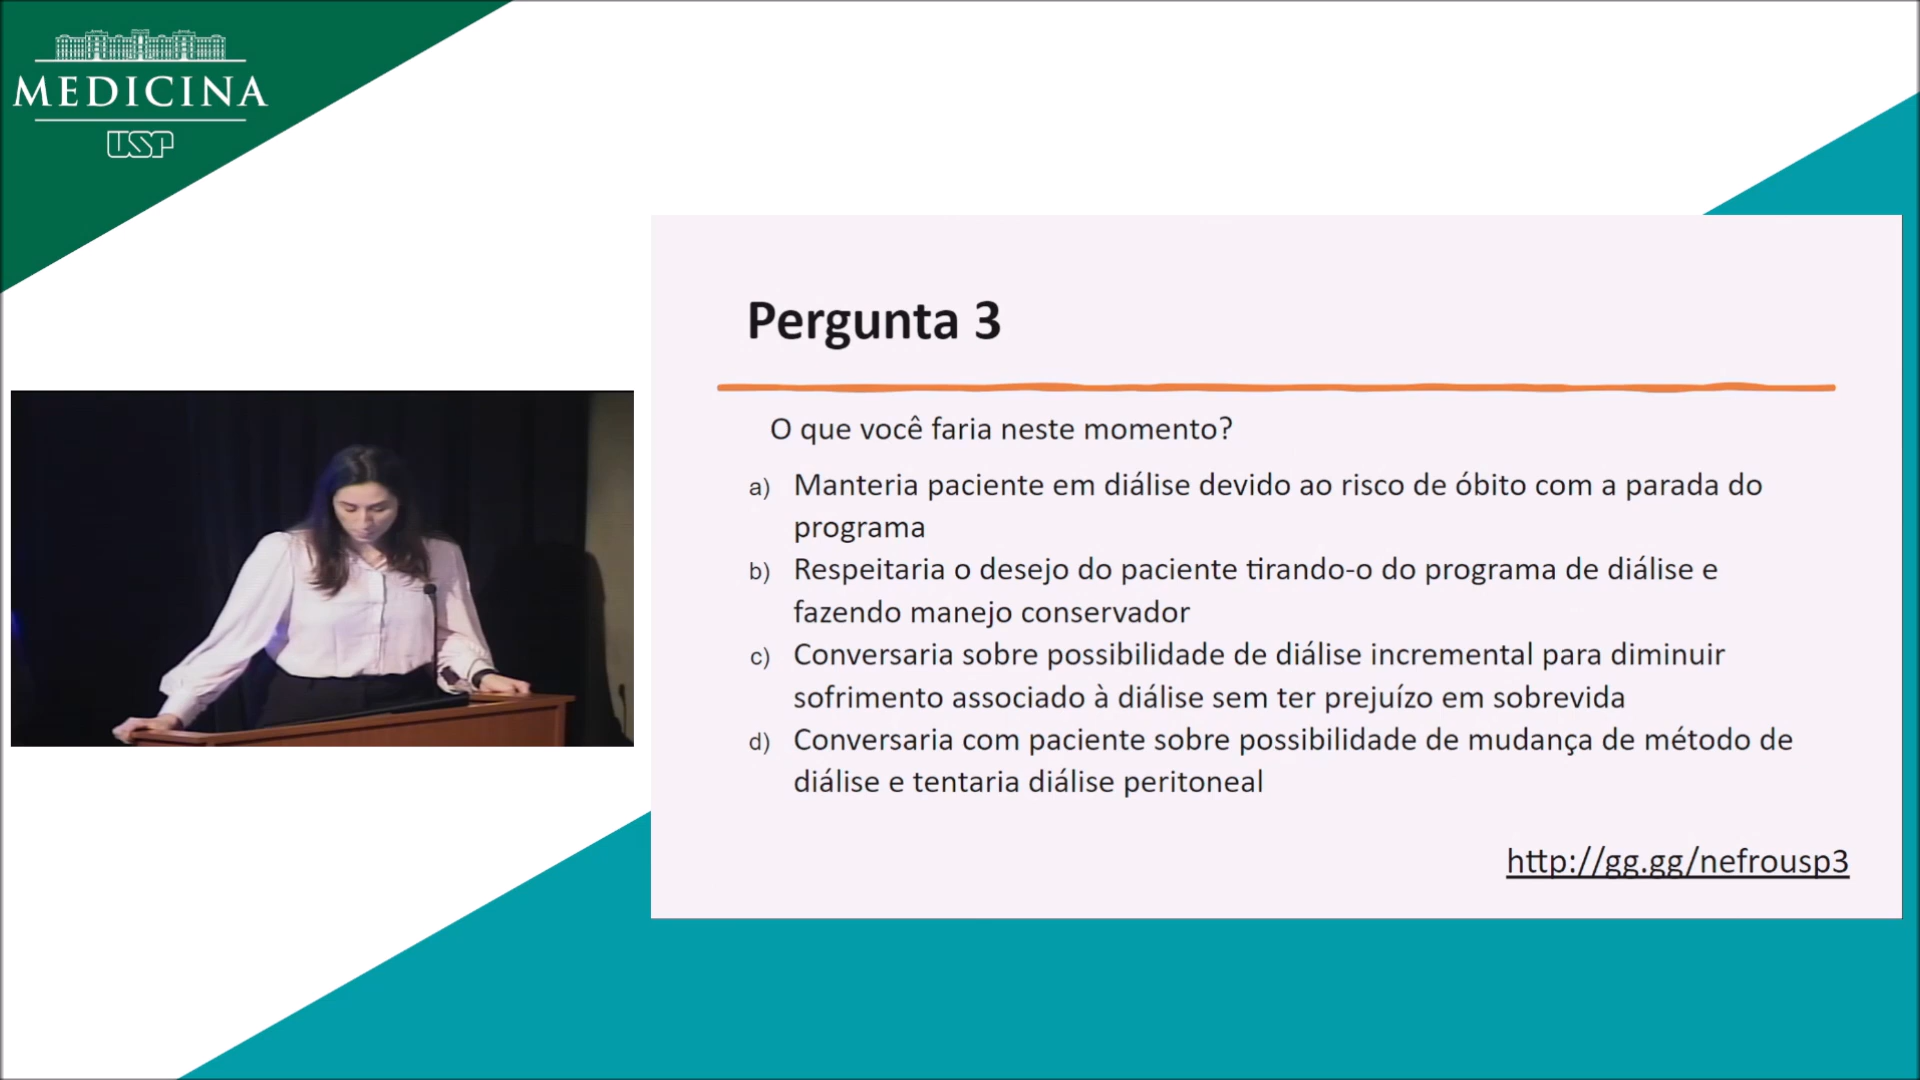 MEDICINA
USP
Pergunta 3
O que você faria neste momento?
a) Manteria paciente em diálise devido ao risco de óbito com a parada do
programa
b) Respeitaria o desejo do paciente tirando-o do programa de diálise e
fazendo manejo conservador
c) Conversaria sobre possibilidade de diálise incremental para diminuir
sofrimento associado à diálise sem ter prejuízo em sobrevida
d) Conversaria com paciente sobre possibilidade de mudança de método de
diálise e tentaria diálise peritoneal
http://gg.gg/nefrousp3